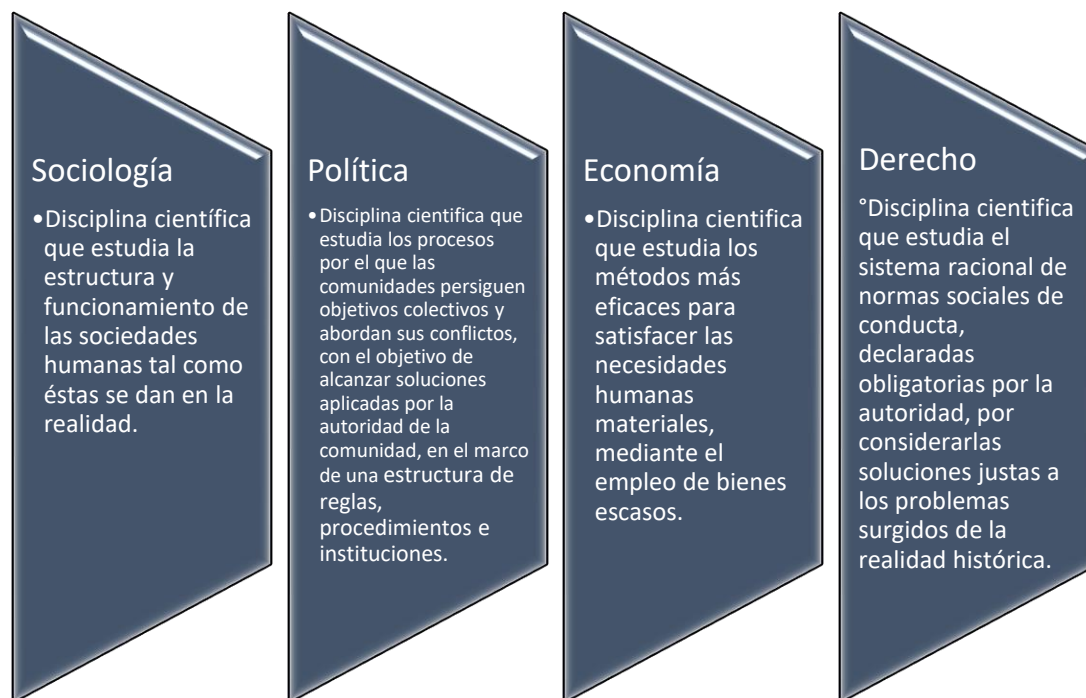 Sociología
•Disciplina científica
que estudia la
estructura y
funcionamiento de
las sociedades
humanas tal como
éstas se dan en la
realidad.
Política
•Disciplina cientifica que
estudia los procesos
por el que las
comunidades persiguen
objetivos colectivos y
abordan sus conflictos,
con el objetivo de
alcanzar soluciones
aplicadas por la
autoridad de la
comunidad, en el marco
de una estructura de
reglas,
procedimientos e
instituciones.
Economía
•Disciplina cientifica
que estudia los
métodos más
eficaces para
satisfacer las
necesidades
humanas
materiales,
mediante el
empleo de bienes
escasos.
Derecho
°Disciplina cientifica
que estudia el
sistema racional de
normas sociales de
conducta,
declaradas
obligatorias por la
autoridad, por
considerarlas
soluciones justas a
los problemas
surgidos de la
realidad histórica.